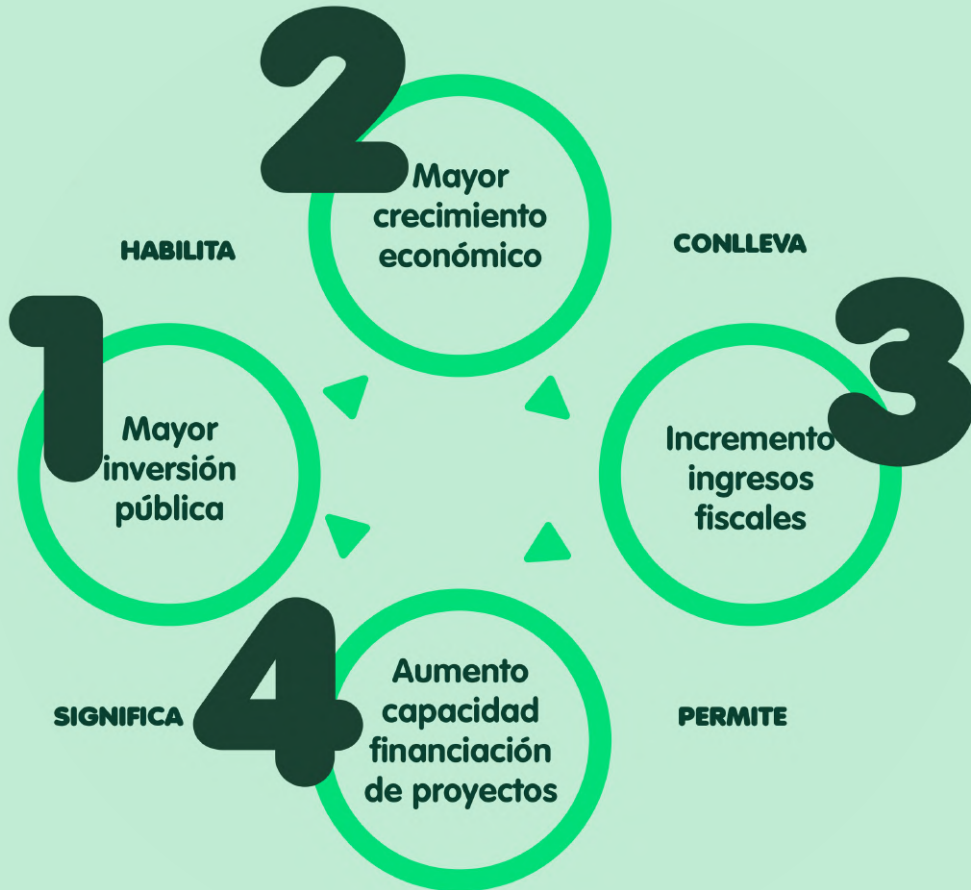 HABILITA
1
Mayor
inversión
pública
2
Mayor
crecimiento
económico
CONLLEVA
3
Incremento
ingresos
fiscales
PERMITE
4
Aumento
capacidad
financiación
de proyectos
SIGNIFICA